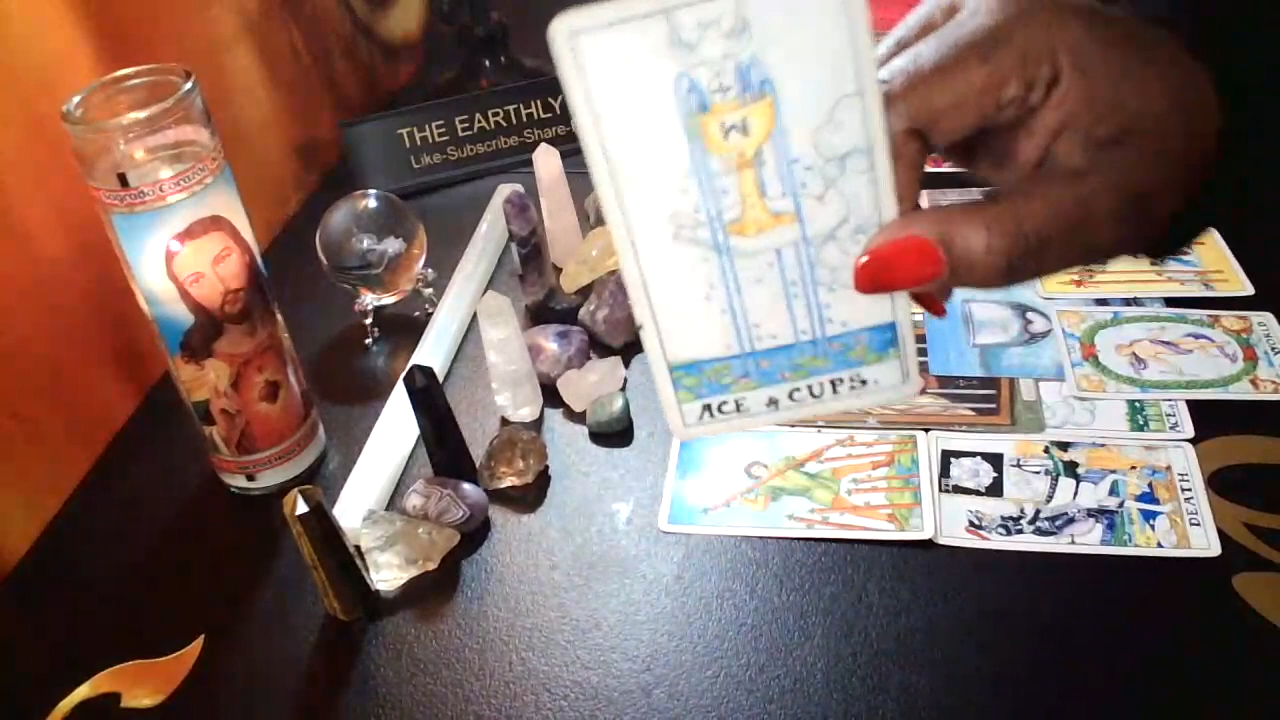 THE EARTHLY
Like-Subscribe-Share-
Sagrado Corazón
ACE of CUPS.
WORLD
ACE
DEATH